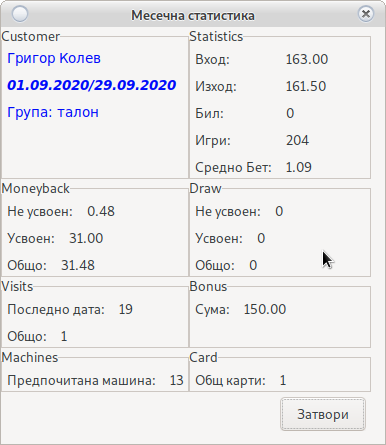 Месечна статистика
Customer
Григор Колев
01.09.2020/29.09.2020
Група: талон
Statistics
Вход: 163.00
Изход: 161.50
Бил: 0
Игри: 204
Средно Бет: 1.09
Moneyback
Не усвоен: 0.48
Усвоен: 31.00
Общо: 31.48
Draw
Не усвоен: 0
Усвоен: 0
Общо: 0
Visits
Последно дата: 19
Общо: 1
Bonus
Сума: 150.00
Machines
Предпочитана машина: 13
Card
Общ карти: 1
Затвори